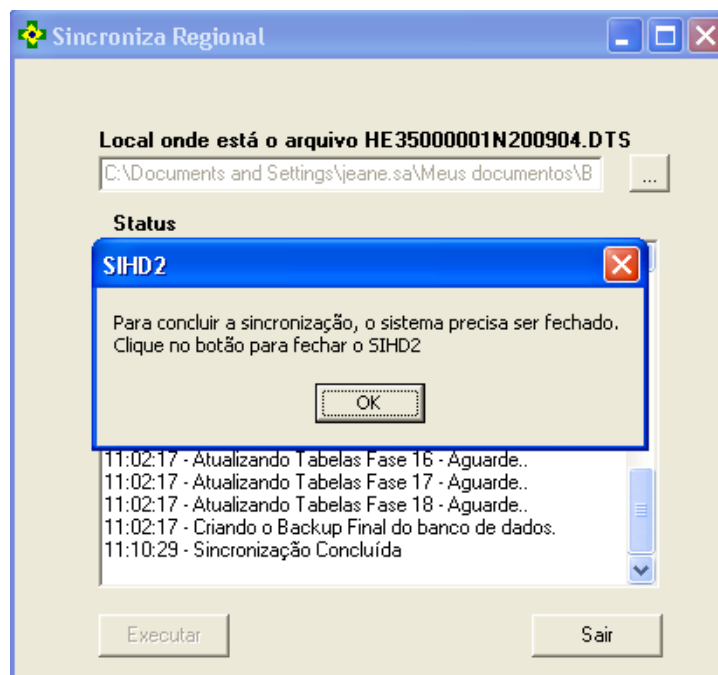 Sincroniza Regional
Local onde está o arquivo HE35000001N200904.DTS
C:\Documents and Settings\jeane.sa\Meus documentos\B
...
Status
SIHD2
Para concluir a sincronização, o sistema precisa ser fechado.
Clique no botão para fechar o SIHD2
OK
11:02:17 - Atualizando Tabelas Fase 16 - Aguarde..
11:02:17 - Atualizando Tabelas Fase 17 - Aguarde..
11:02:17 - Atualizando Tabelas Fase 18 - Aguarde..
11:02:17 - Criando o Backup Final do banco de dados.
11:10:29 - Sincronização Concluída
Executar
Sair